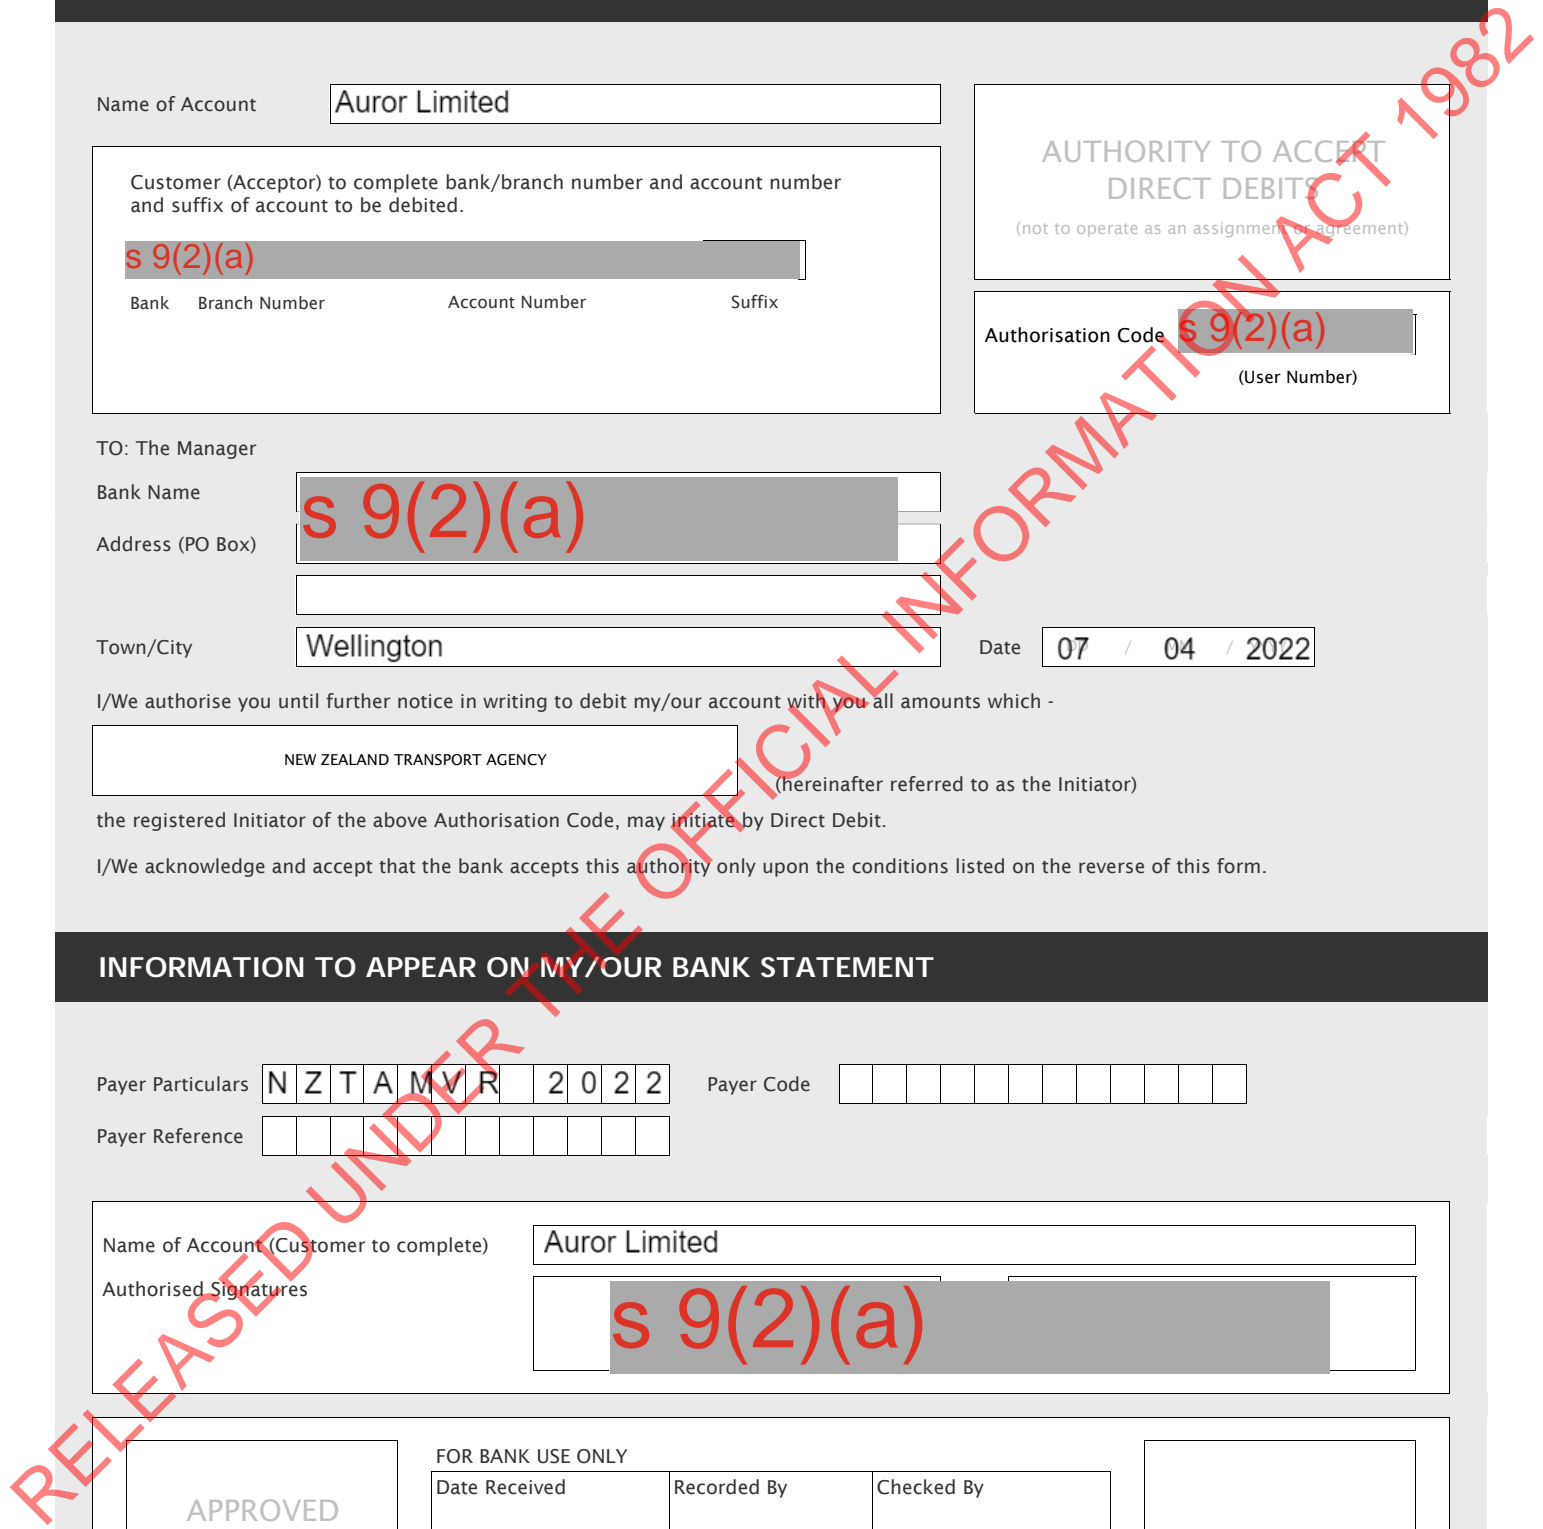 Name of Account Auror Limited
AUTHORITY TO ACCEPT
DIRECT DEBITS
(not to operate as an assignment or agreement)
Customer (Acceptor) to complete bank/branch number and account number
and suffix of account to be debited.
s 9(2)(a)
Bank Branch Number Account Number Suffix
Authorisation Code s 9(2)(a)
(User Number)
TO: The Manager
Bank Name
s 9(2)(a)
Address (PO Box)
Town/City Wellington Date 07 / 04 / 2022
I/We authorise you until further notice in writing to debit my/our account with you all amounts which -
NEW ZEALAND TRANSPORT AGENCY
(hereinafter referred to as the Initiator)
the registered Initiator of the above Authorisation Code, may initiate by Direct Debit.
I/We acknowledge and accept that the bank accepts this authority only upon the conditions listed on the reverse of this form.
INFORMATION TO APPEAR ON MY/OUR BANK STATEMENT
Payer Particulars NZTAMVR 2022 Payer Code
Payer Reference
Name of Account (Customer to complete) Auror Limited
Authorised Signatures
s 9(2)(a)
FOR BANK USE ONLY
Date Received Recorded By Checked By
APPROVED
RELEASED UNDER THE OFFICIAL INFORMATION ACT 1982